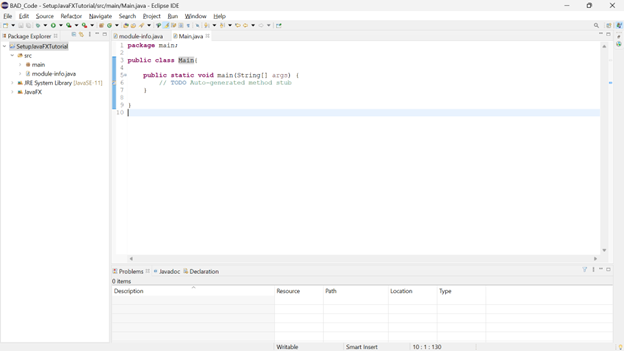 BAD_Code - SetupJavaFXTutorial/src/main/Main.java - Eclipse IDE
File Edit Source Refactor Navigate Search Project Run Window Help
Package Explorer
module-info.java Main.java
SetupJavaFXTutorial
src
main
module-info.java
JRE System Library [JavaSE-11]
JavaFX
1 package main;
2
3 public class Main{
4
5 public static void main(String[] args) {
6 // TODO Auto-generated method stub
7 }
8
9 }
10
Problems Javadoc Declaration
0 items
Description Resource Path Location Type
Writable Smart Insert 10 : 1 : 130